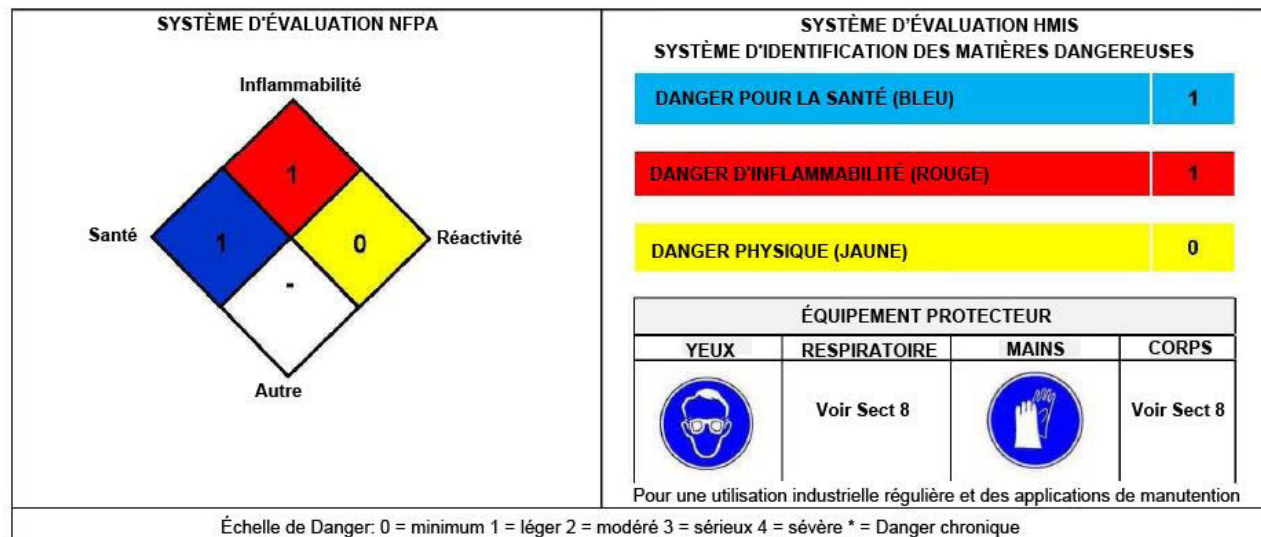 SYSTÈME D'ÉVALUATION NFPA
Inflammabilité
1
Santé
1
0
Réactivité
-
Autre
SYSTÈME D'ÉVALUATION HMIS
SYSTÈME D'IDENTIFICATION DES MATIÈRES DANGEREUSES
DANGER POUR LA SANTÉ (BLEU) 1
DANGER D'INFLAMMABILITÉ (ROUGE) 1
DANGER PHYSIQUE (JAUNE) 0
ÉQUIPEMENT PROTECTEUR
YEUX RESPIRATOIRE MAINS CORPS
Voir Sect 8 Voir Sect 8
Pour une utilisation industrielle régulière et des applications de manutention
Échelle de Danger: 0 = minimum 1 = léger 2 = modéré 3 = sérieux 4 = sévère * = Danger chronique